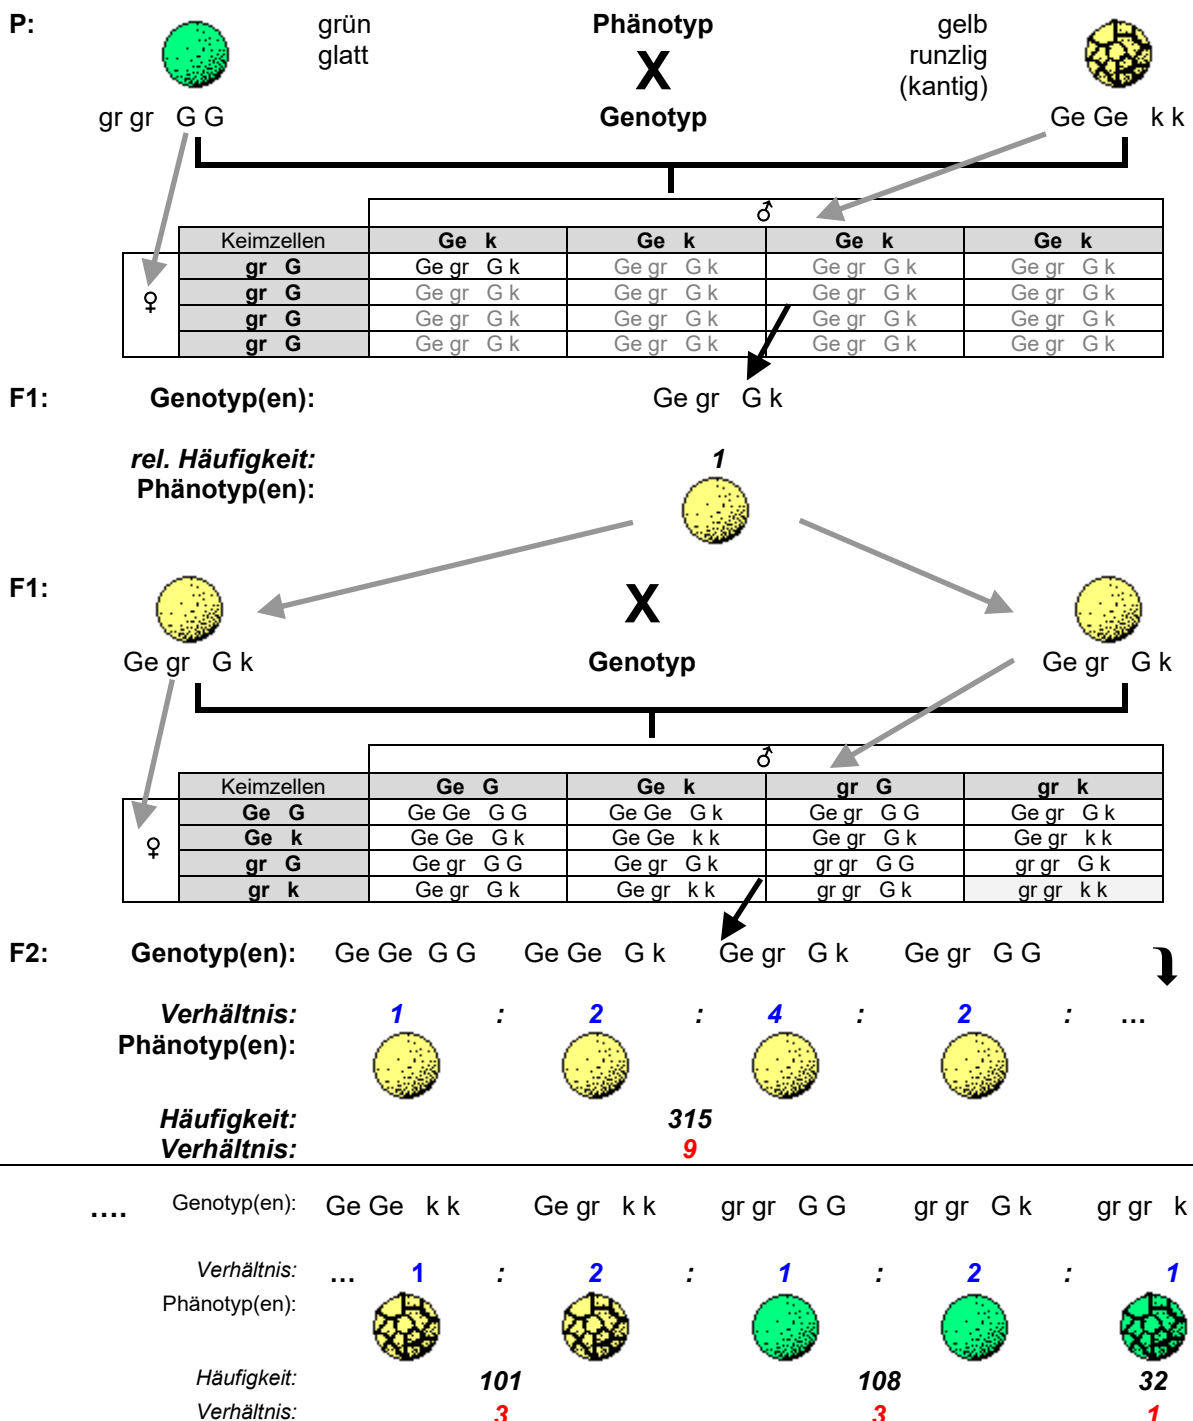 P: grün Phänotyp gelb
glatt X runzlig
(kantig)
gr gr G G Genotyp Ge Ge k k
♂
Keimzellen Ge k Ge k Ge k Ge k
♀ gr G Ge gr G k Ge gr G k Ge gr G k Ge gr G k
gr G Ge gr G k Ge gr G k Ge gr G k Ge gr G k
gr G Ge gr G k Ge gr G k Ge gr G k Ge gr G k
gr G Ge gr G k Ge gr G k Ge gr G k Ge gr G k
F1: Genotyp(en): Ge gr G k
rel. Häufigkeit: 1
Phänotyp(en):
F1: X
Ge gr G k Genotyp Ge gr G k
♂
Keimzellen Ge G Ge k gr G gr k
♀ Ge G Ge Ge G G Ge Ge G k Ge gr G G Ge gr G k
Ge k Ge Ge G k Ge Ge k k Ge gr G k Ge gr k k
gr G Ge gr G G Ge gr G k gr gr G G gr gr G k
gr k Ge gr G k Ge gr k k gr gr G k gr gr k k
F2: Genotyp(en): Ge Ge G G Ge Ge G k Ge gr G k Ge gr G G
Verhältnis: 1 : 2 : 4 : 2 : ...
Phänotyp(en):
Häufigkeit: 315
Verhältnis: 9
.... Genotyp(en): Ge Ge k k Ge gr k k gr gr G G gr gr G k gr gr k
Verhältnis: ... 1 : 2 : 1 : 2 : 1
Phänotyp(en):
Häufigkeit: 101 108 32
Verhältnis: 3 3 1